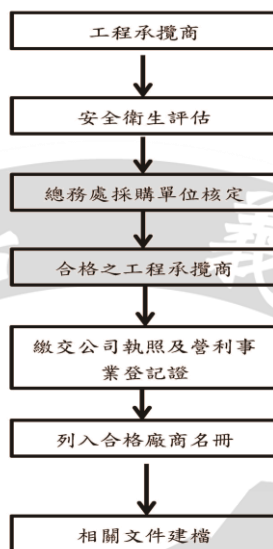 工程承攬商
安全衛生評估
總務處採購單位核定
合格之工程承攬商
繳交公司執照及營利事
業登記證
列入合格廠商名冊
相關文件建檔